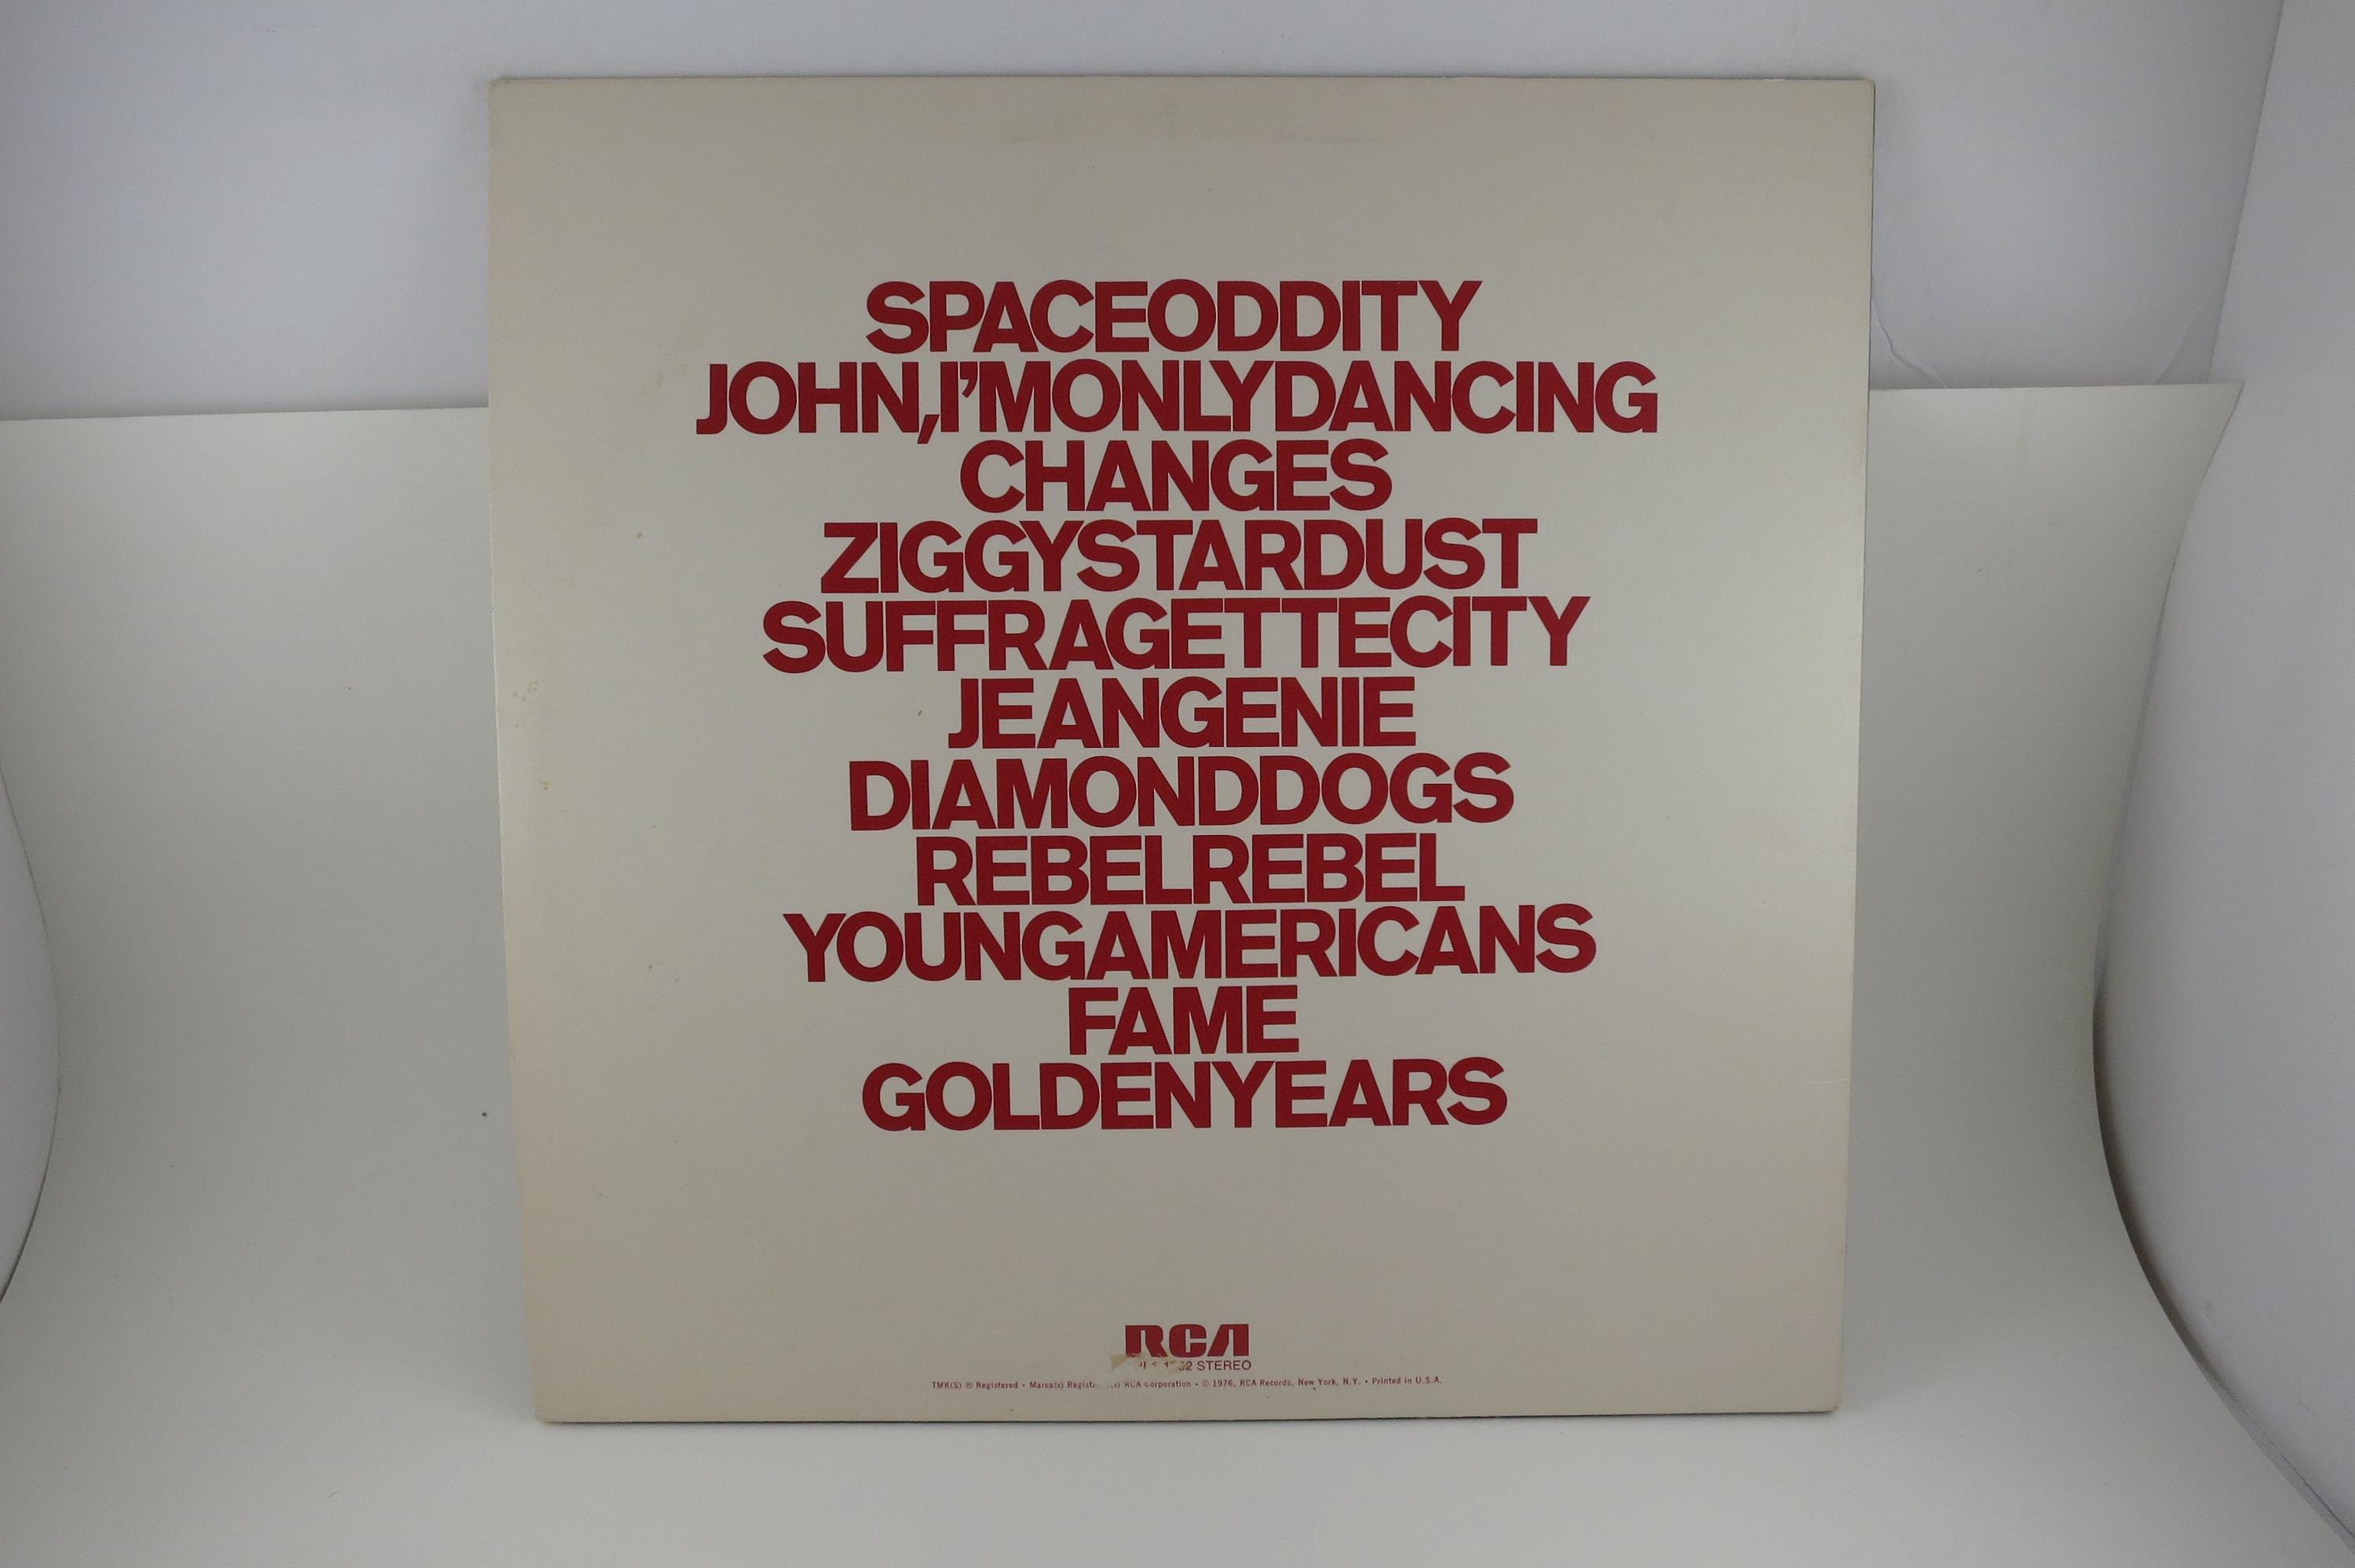 SPACEODDITY
JOHN,I'MONLYDANCING
CHANGES
ZIGGYSTARDUST
SUFFRAGETTECITY
JEANGENIE
DIAMONDDOGS
REBELREBEL
YOUNGAMERICANS
FAME
GOLDENYEARS
RCA
STEREO
TMK(S) ® Registered • Marca(s) RCA Corporation • © 1976, RCA Records, New York, N.Y. • Printed in U.S.A.